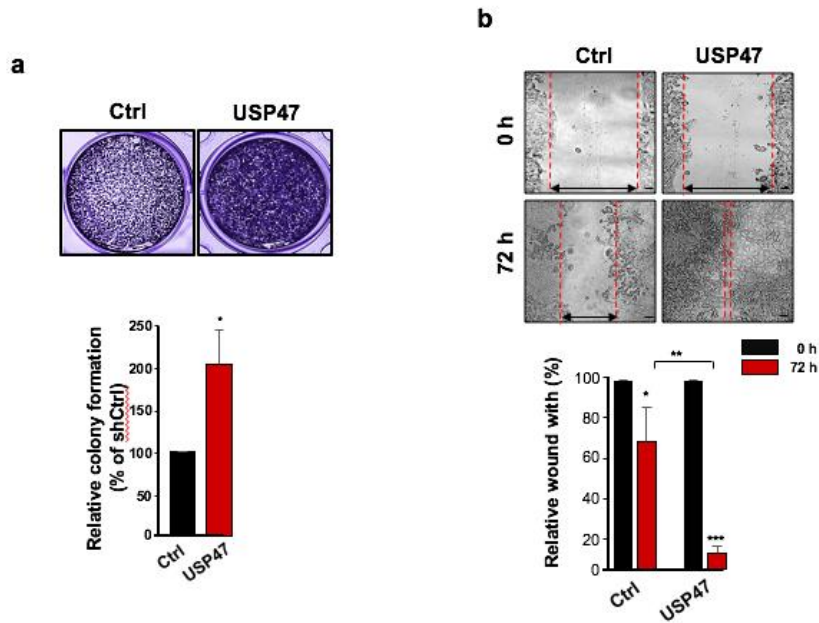 a
Ctrl USP47
Relative colony formation
(% of shCtrl)
250
200
150
100
50
0
*
Ctrl
USP47
b
Ctrl USP47
0 h
72 h
0 h
72 h
Relative wound with (%)
100
80
60
40
20
0
*
**
***
Ctrl
USP47